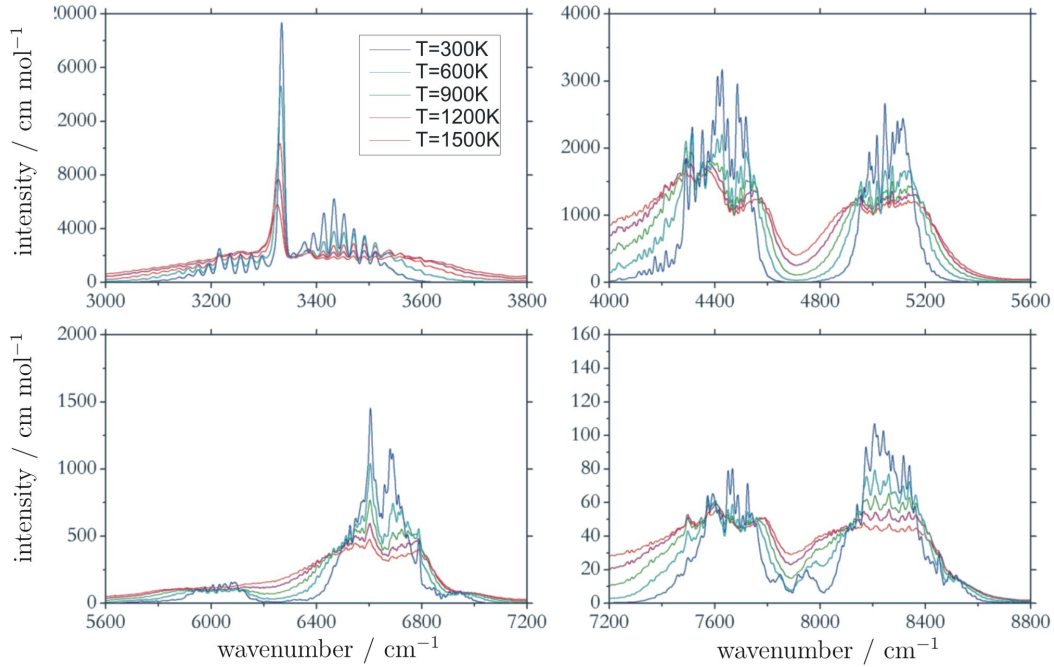 intensity / cm mol−1
20000
6000
2000
8000
4000
0
3000 3200 3400 3600 3800
T=300K
T=600K
T=900K
T=1200K
T=1500K
4000
3000
2000
1000
0
4000 4400 4800 5200 5600
intensity / cm mol−1
2000
1500
1000
500
0
5600 6000 6400 6800 7200
wavenumber / cm−1
160
140
120
100
80
60
40
20
0
7200 7600 8000 8400 8800
wavenumber / cm−1